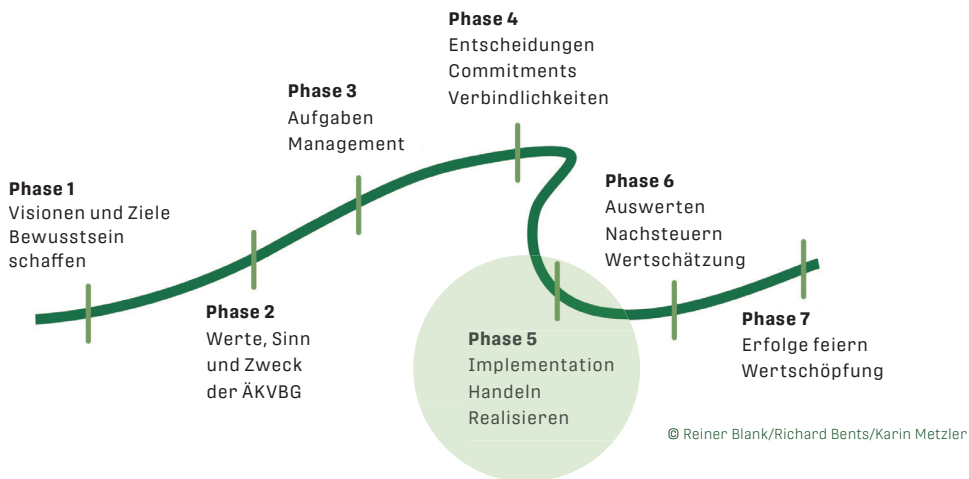 Phase 1
Visionen und Ziele
Bewusstsein
schaffen
Phase 2
Werte, Sinn
und Zweck
der ÄKVBG
Phase 3
Aufgaben
Management
Phase 4
Entscheidungen
Commitments
Verbindlichkeiten
Phase 5
Implementation
Handeln
Realisieren
Phase 6
Auswerten
Nachsteuern
Wertschätzung
Phase 7
Erfolge feiern
Wertschöpfung
© Reiner Blank/Richard Bents/Karin Metzler